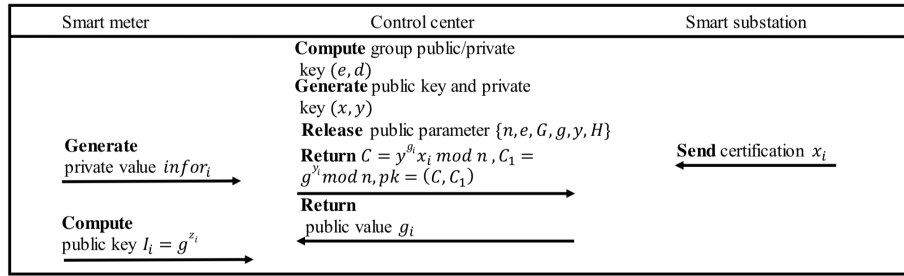 Smart meter Control center Smart substation
Compute group public/private
key (e, d)
Generate public key and private
key (x, y)
Release public parameter {n, e, G, g, y, H}
Generate
private value infor_i
Return C = y^{g_i} x_i mod n , C_1 =
g^{y_i} mod n, pk = (C, C_1)
Send certification x_i
Compute
public key I_i = g^{z_i}
Return
public value g_i